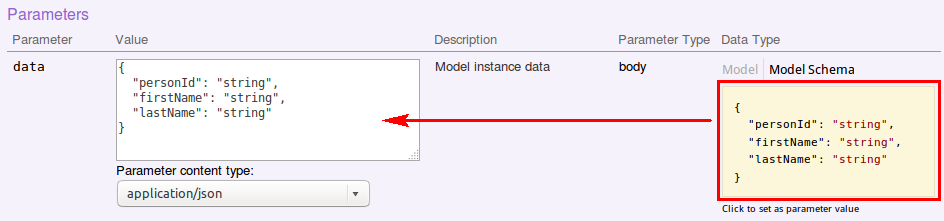 Parameters
Parameter Value Description Parameter Type Data Type
data
{
"personId": "string",
"firstName": "string",
"lastName": "string"
}
Parameter content type:
application/json
Model instance data
body
Model Model Schema
{
"personId": "string",
"firstName": "string",
"lastName": "string"
}
Click to set as parameter value